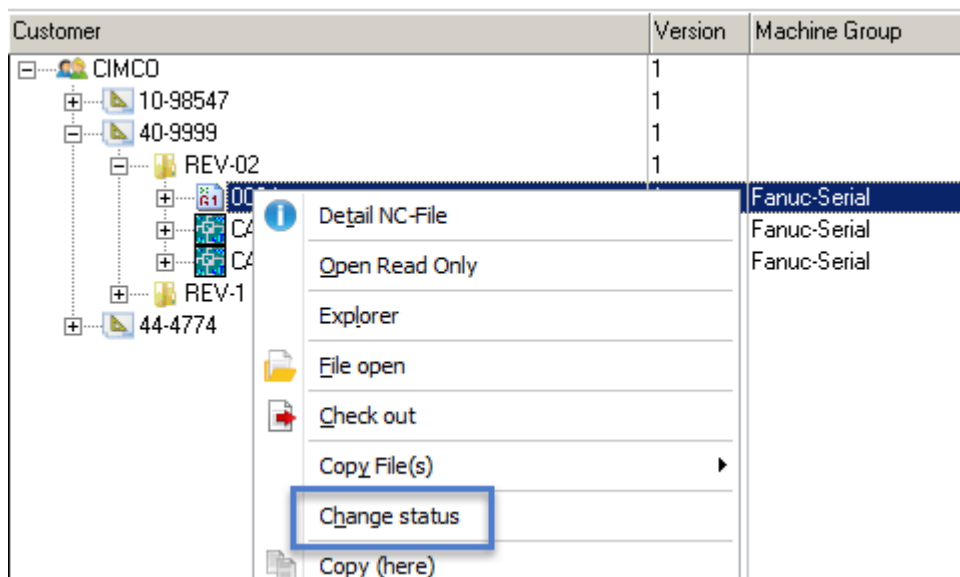 Customer Version Machine Group
CIMCO 1
10-98547 1
40-9999 1
REV-02 1
Fanuc-Serial
Fanuc-Serial
Fanuc-Serial
REV-1
44-4774
Detail NC-File
Open Read Only
Explorer
File open
Check out
Copy File(s)
Change status
Copy (here)